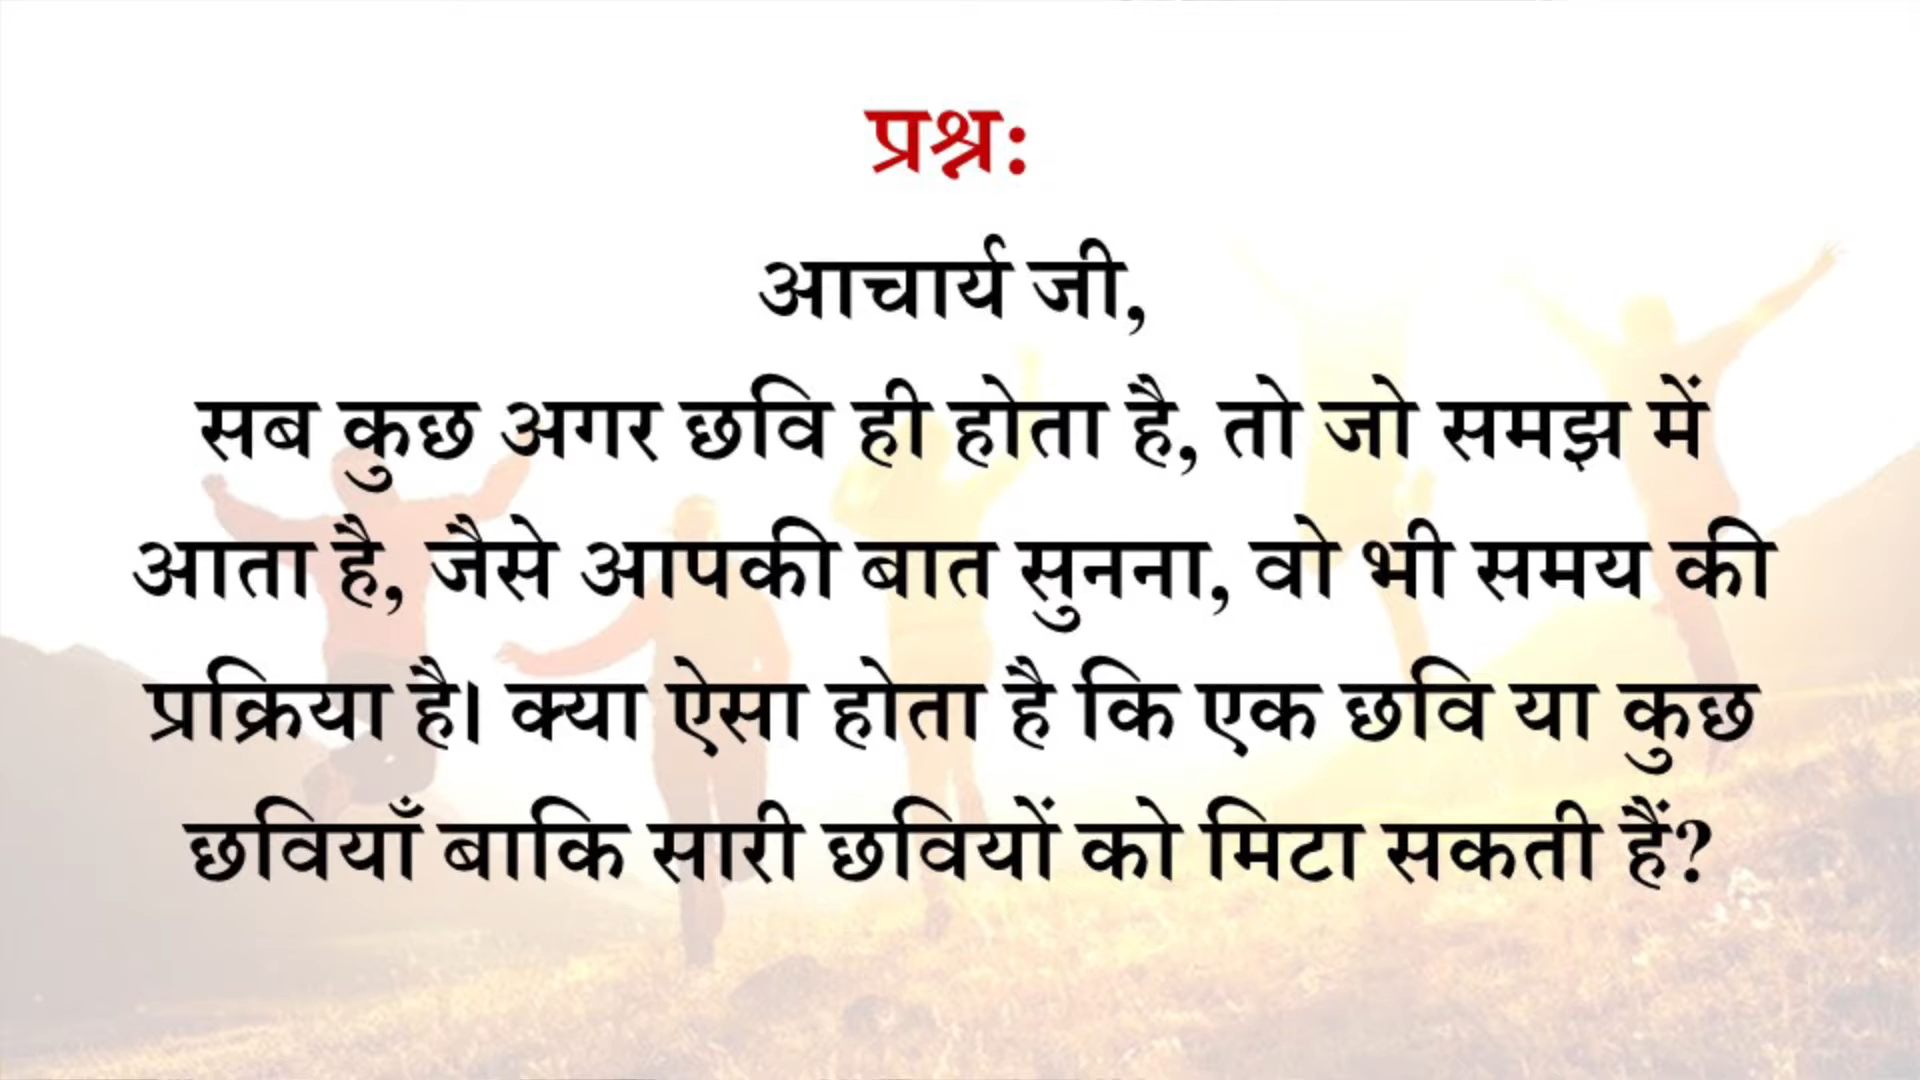 प्रश्न:
आचार्य जी,
सब कुछ अगर छवि ही होता है, तो जो समझ में
आता है, जैसे आपकी बात सुनना, वो भी समय की
प्रक्रिया है। क्या ऐसा होता है कि एक छवि या कुछ
छवियाँ बाकि सारी छवियों को मिटा सकती हैं?